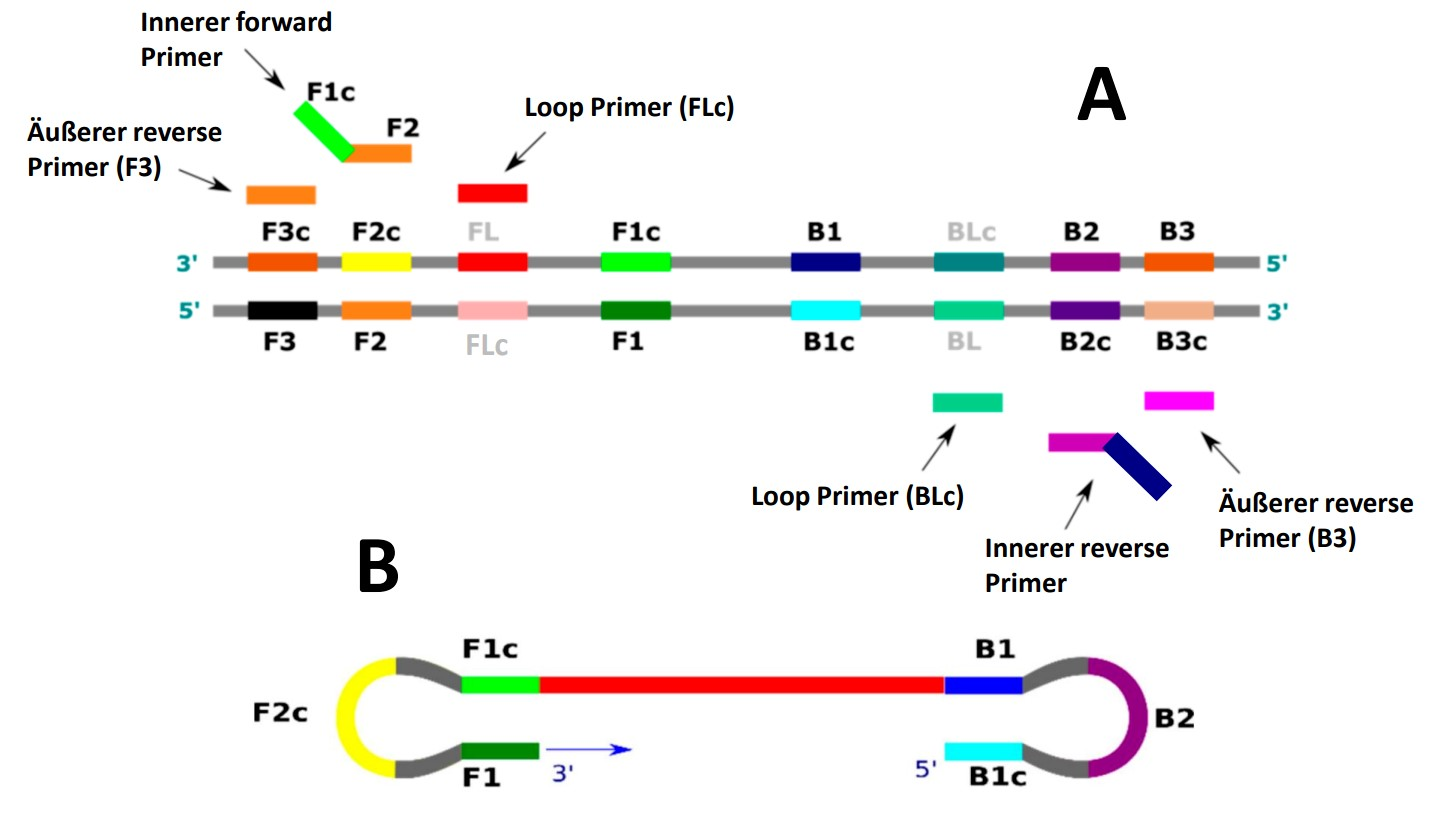 Innerer forward
Primer
F1c
A
Loop Primer (FLc)
Äußerer reverse
Primer (F3)
F2
F3c F2c FL F1c B1 BLc B2 B3
3' 5'
5' 3'
F3 F2 FLc F1 B1c BL B2c B3c
Loop Primer (BLc)
Äußerer reverse
Primer (B3)
Innerer reverse
Primer
B
F1c B1
F2c B2
3' 5'
F1 B1c